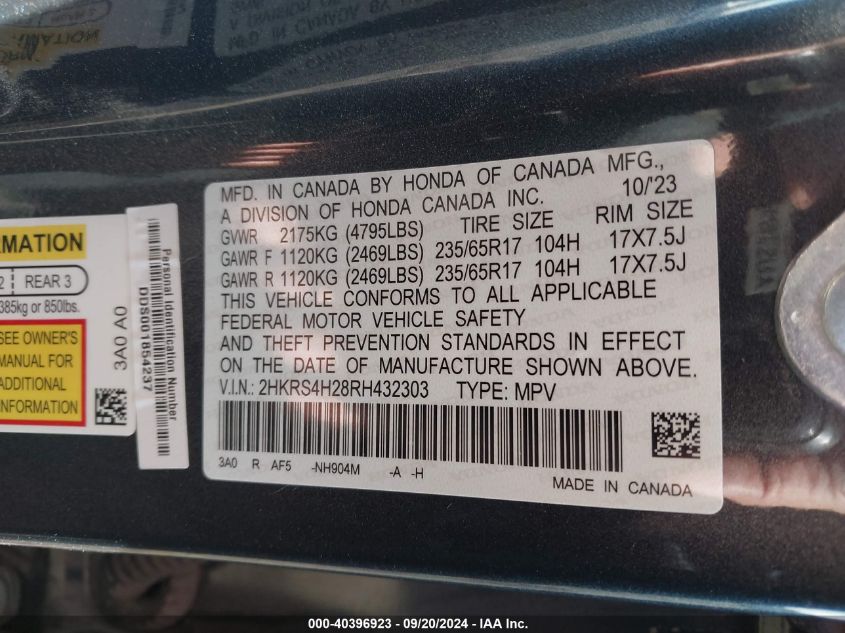 MFD. IN CANADA BY HONDA OF CANADA MFG.,
A DIVISION OF HONDA CANADA INC. 10/'23
GVWR 2175KG (4795LBS) TIRE SIZE RIM SIZE
GAWR F 1120KG (2469LBS) 235/65R17 104H 17X7.5J
GAWR R 1120KG (2469LBS) 235/65R17 104H 17X7.5J
THIS VEHICLE CONFORMS TO ALL APPLICABLE
FEDERAL MOTOR VEHICLE SAFETY
AND THEFT PREVENTION STANDARDS IN EFFECT
ON THE DATE OF MANUFACTURE SHOWN ABOVE.
V.I.N.: 2HKRS4H28RH432303 TYPE: MPV
3A0 R AF5 -NH904M -A -H
MADE IN CANADA
RMATION
2 REAR 3
385kg or 850lbs.
SEE OWNER'S
MANUAL FOR
ADDITIONAL
INFORMATION
3A0 A0
Personal Identification Number
DDS001854237
000-40396923 - 09/20/2024 - IAA Inc.